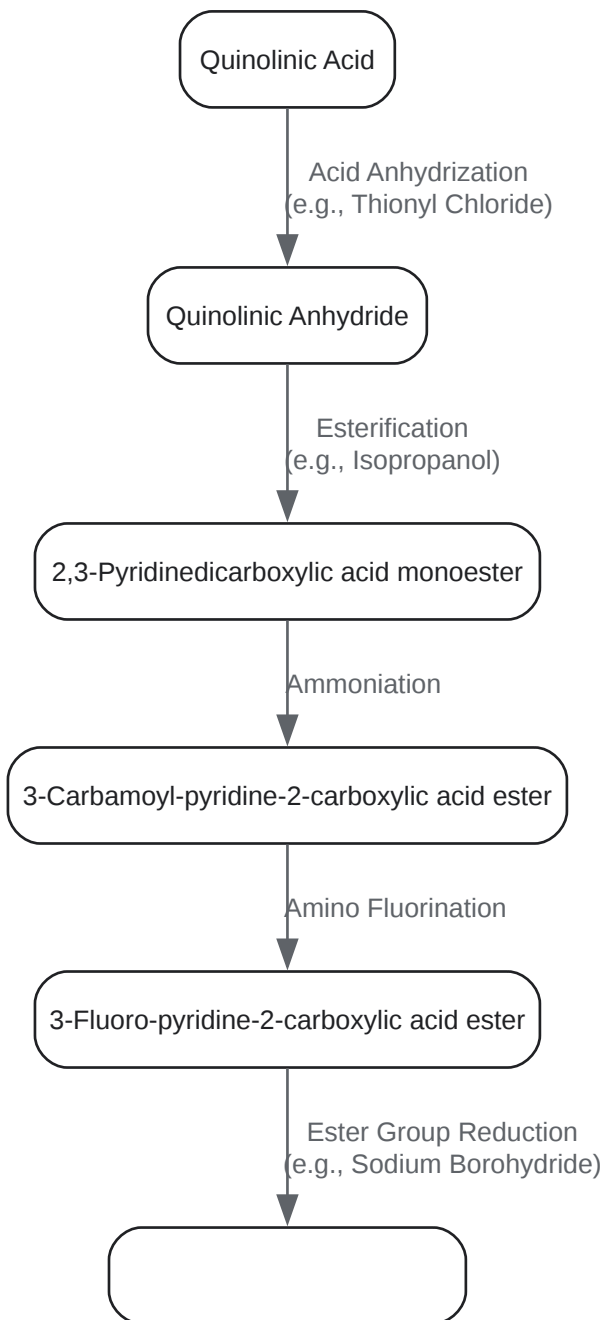 Quinolinic Acid
Acid Anhydrization
(e.g., Thionyl Chloride)
Quinolinic Anhydride
Esterification
(e.g., Isopropanol)
2,3-Pyridinedicarboxylic acid monoester
Ammoniation
3-Carbamoyl-pyridine-2-carboxylic acid ester
Amino Fluorination
3-Fluoro-pyridine-2-carboxylic acid ester
Ester Group Reduction
(e.g., Sodium Borohydride)